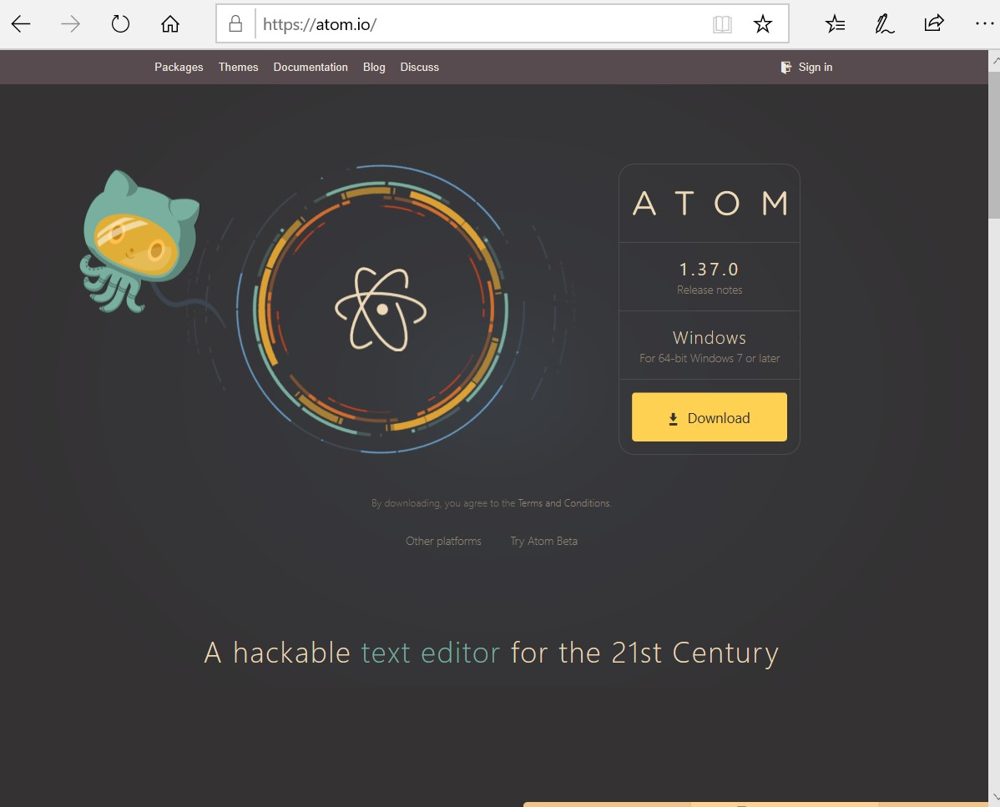 https://atom.io/
Packages Themes Documentation Blog Discuss Sign in
ATOM
1.37.0
Release notes
Windows
For 64-bit Windows 7 or later
Download
By downloading, you agree to the Terms and Conditions.
Other platforms Try Atom Beta
A hackable text editor for the 21st Century